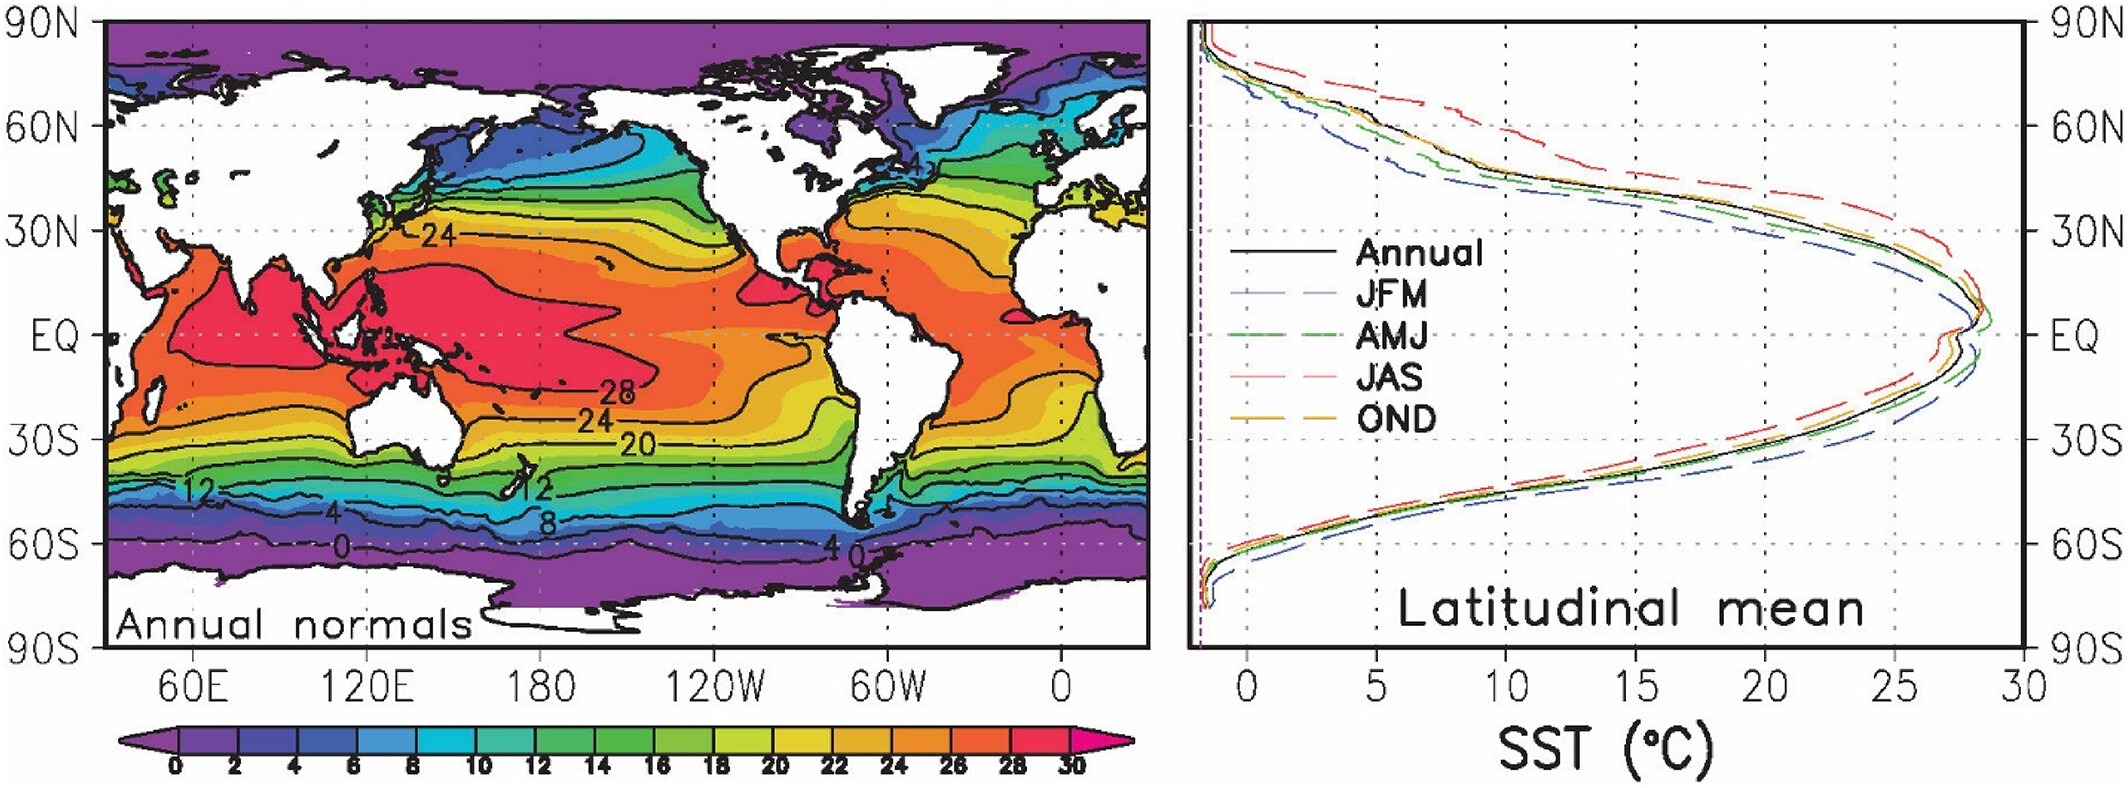 90N
60N
30N
EQ
30S
60S
90S
24
28
24
20
12
12
4
8
4
0
0
4
8
Annual normals
60E 120E 180 120W 60W 0
0 2 4 6 8 10 12 14 16 18 20 22 24 26 28 30
Annual
JFM
AMJ
JAS
OND
Latitudinal mean
90N
60N
30N
EQ
30S
60S
90S
0 5 10 15 20 25 30
SST (°C)